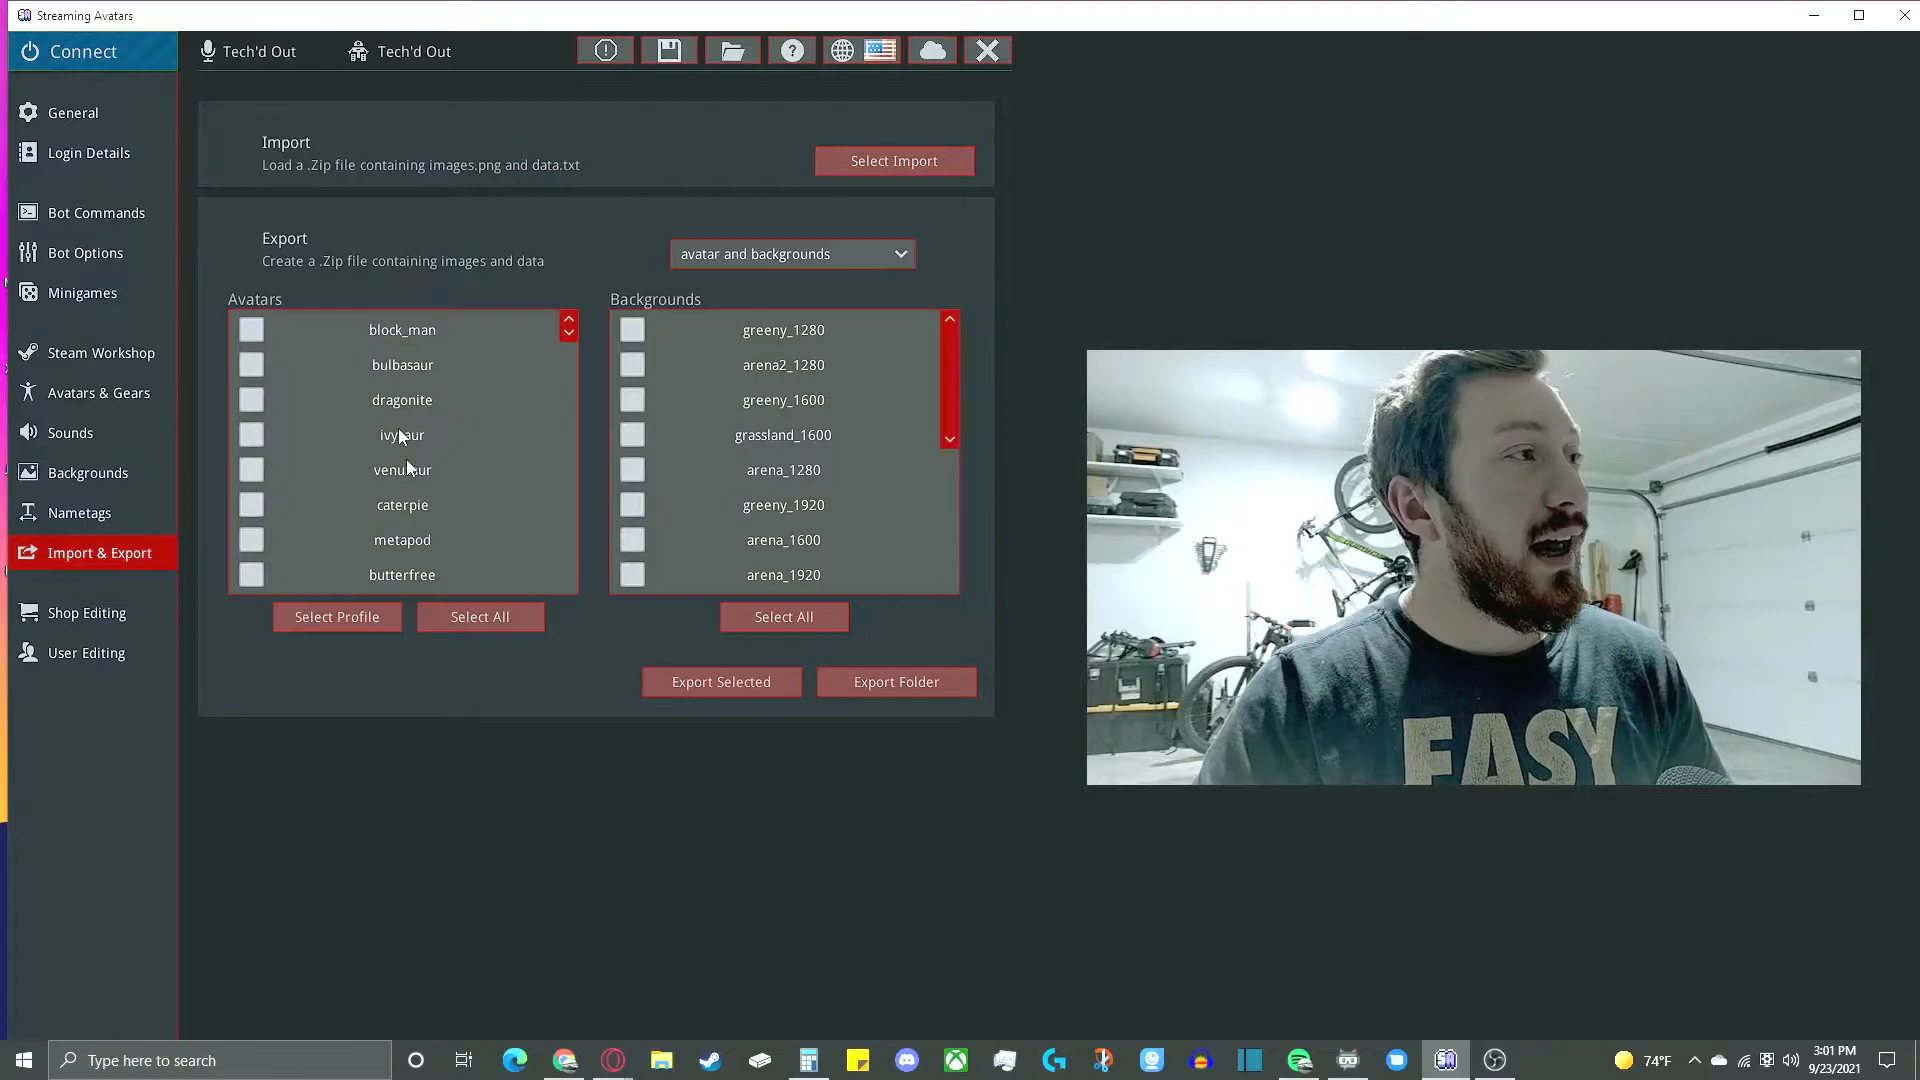 Streaming Avatars
Connect
Tech'd Out
Tech'd Out
General
Login Details
Bot Commands
Bot Options
Minigames
Steam Workshop
Avatars & Gears
Sounds
Backgrounds
Nametags
Import & Export
Shop Editing
User Editing
Import
Load a .Zip file containing images.png and data.txt
Select Import
Export
Create a .Zip file containing images and data
avatar and backgrounds
Avatars
block_man
bulbasaur
dragonite
caterpie
metapod
butterfree
Select Profile
Select All
Backgrounds
greeny_1280
arena2_1280
greeny_1600
grassland_1600
arena_1280
greeny_1920
arena_1600
arena_1920
Select All
Export Selected
Export Folder
EASY
Type here to search
74°F
3:01 PM
9/23/2021